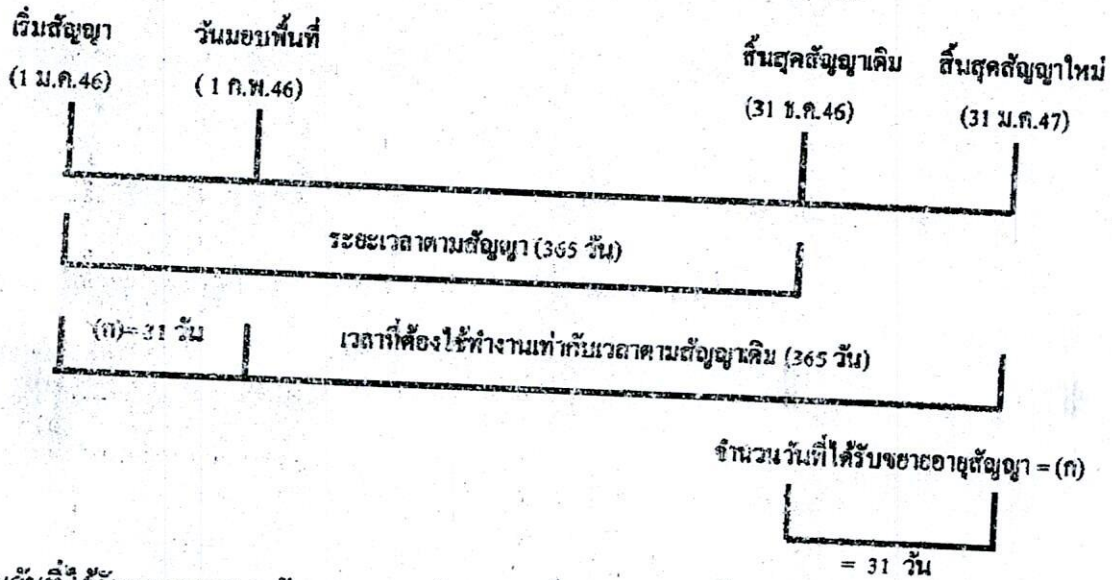 เริ่มสัญญา
(1 ม.ค.46)
วันมอบพื้นที่
( 1 ก.พ.46)
สิ้นสุดสัญญาเดิม
(31 ธ.ค.46)
สิ้นสุดสัญญาใหม่
(31 ม.ค.47)
ระยะเวลาตามสัญญา (365 วัน)
(ก)= 31 วัน
เวลาที่ต้องใช้ทำงานเท่ากับเวลาตามสัญญาเดิม (365 วัน)
จำนวนวันที่ได้รับขยายอายุสัญญา = (ก)
= 31 วัน